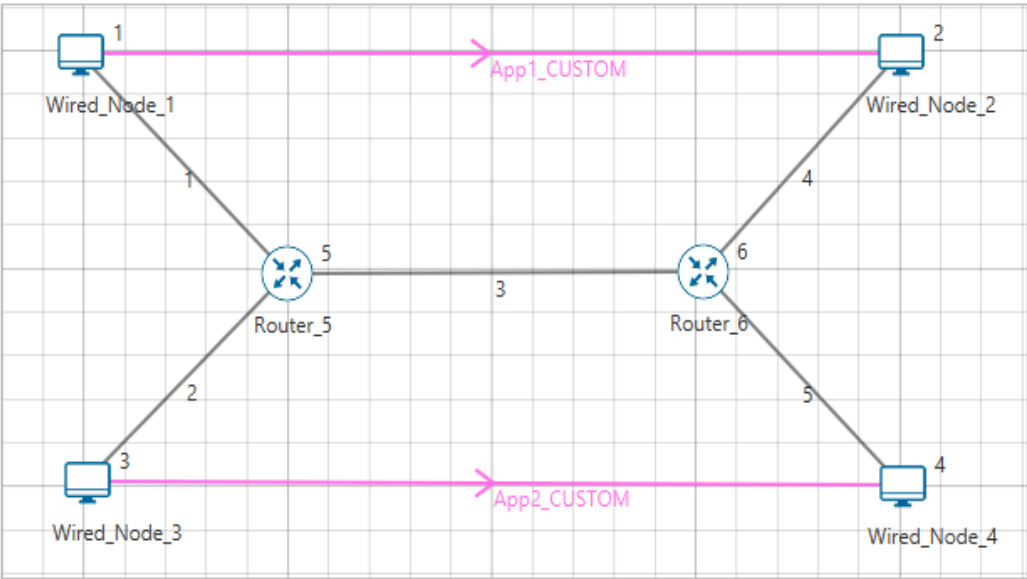 1
2
App1_CUSTOM
Wired_Node_1
Wired_Node_2
1
4
5
6
3
Router_5
Router_6
2
5
3
4
App2_CUSTOM
Wired_Node_3
Wired_Node_4